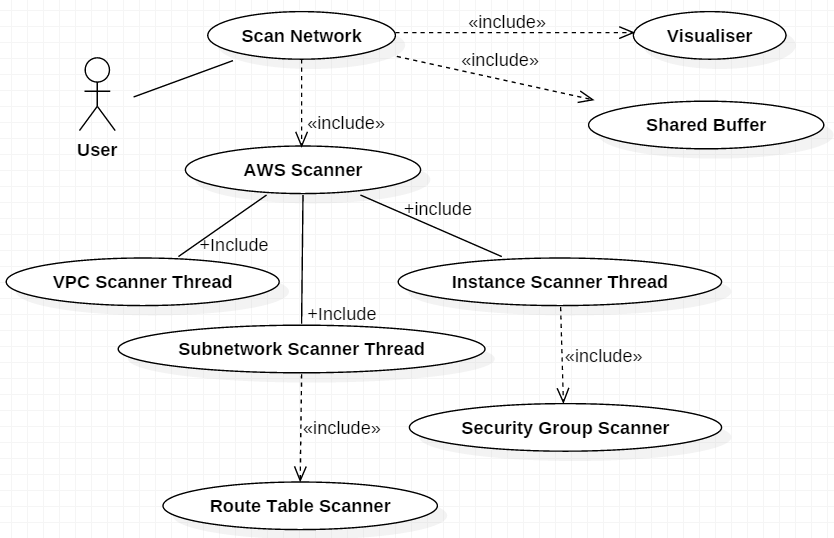 «include»
Scan Network
Visualiser
«include»
«include»
Shared Buffer
User
AWS Scanner
+include
+Include
VPC Scanner Thread
Instance Scanner Thread
+Include
Subnetwork Scanner Thread
«include»
«include»
Security Group Scanner
Route Table Scanner